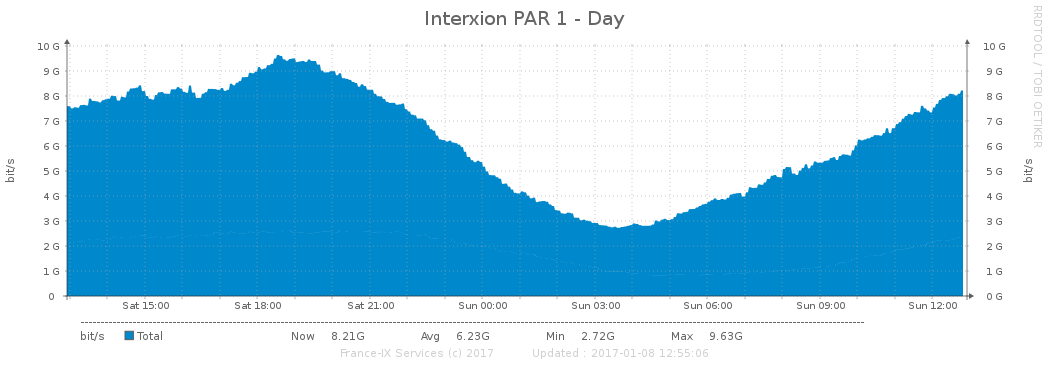 Interxion PAR 1 - Day
RRDTOOL / TOBI OETIKER
bit/s
10 G 10 G
9 G 9 G
8 G 8 G
7 G 7 G
6 G 6 G
5 G 5 G
4 G 4 G
3 G 3 G
2 G 2 G
1 G 1 G
0 0 G
bit/s
Sat 15:00 Sat 18:00 Sat 21:00 Sun 00:00 Sun 03:00 Sun 06:00 Sun 09:00 Sun 12:00
bit/s Total Now 8.21G Avg 6.23G Min 2.72G Max 9.63G
France-IX Services (c) 2017 Updated : 2017-01-08 12:55:06